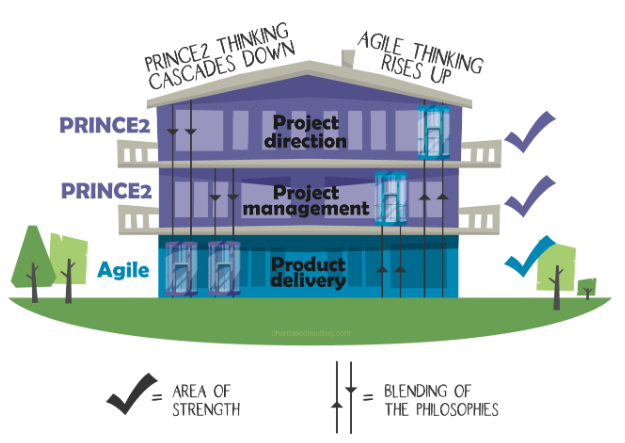 PRINCE2 THINKING
CASCADES DOWN
AGILE THINKING
RISES UP
PRINCE2
Project
direction
PRINCE2
Project
management
Agile
Product
delivery
= AREA OF
STRENGTH
= BLENDING OF
THE PHILOSOPHIES